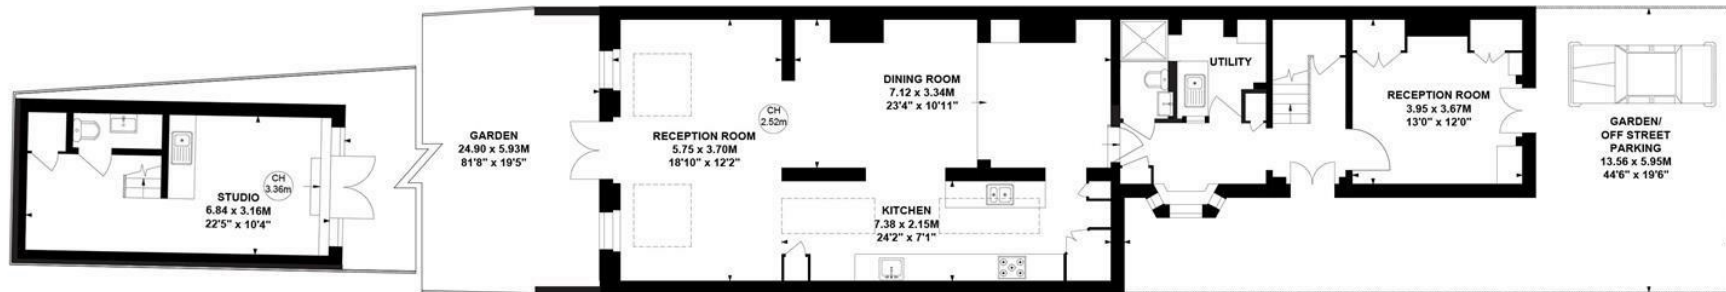 STUDIO
6.84 x 3.16M
22'5" x 10'4"
CH
3.36m
GARDEN
24.90 x 5.93M
81'8" x 19'5"
RECEPTION ROOM
5.75 x 3.70M
18'10" x 12'2"
CH
2.52m
DINING ROOM
7.12 x 3.34M
23'4" x 10'11"
KITCHEN
7.38 x 2.15M
24'2" x 7'1"
UTILITY
RECEPTION ROOM
3.95 x 3.67M
13'0" x 12'0"
GARDEN/
OFF STREET
PARKING
13.56 x 5.95M
44'6" x 19'6"